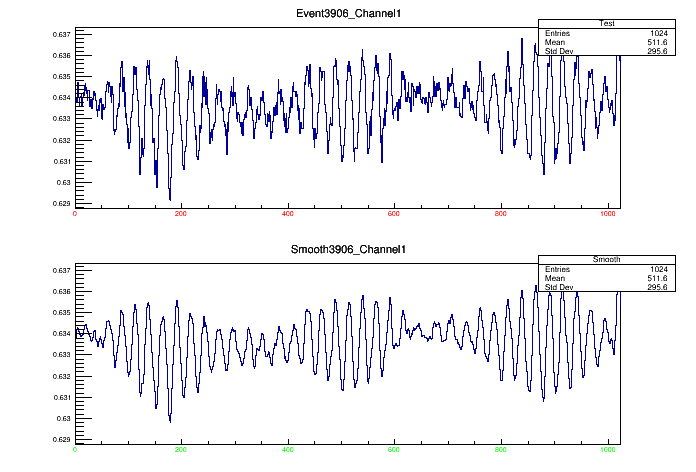 Event3906_Channel1
Test
Entries 1024
Mean 511.6
Std Dev 295.6
0.637
0.636
0.635
0.634
0.633
0.632
0.631
0.63
0.629
0 200 400 600 800 1000
Smooth3906_Channel1
Smooth
Entries 1024
Mean 511.6
Std Dev 295.6
0.637
0.636
0.635
0.634
0.633
0.632
0.631
0.63
0.629
0 200 400 600 800 1000